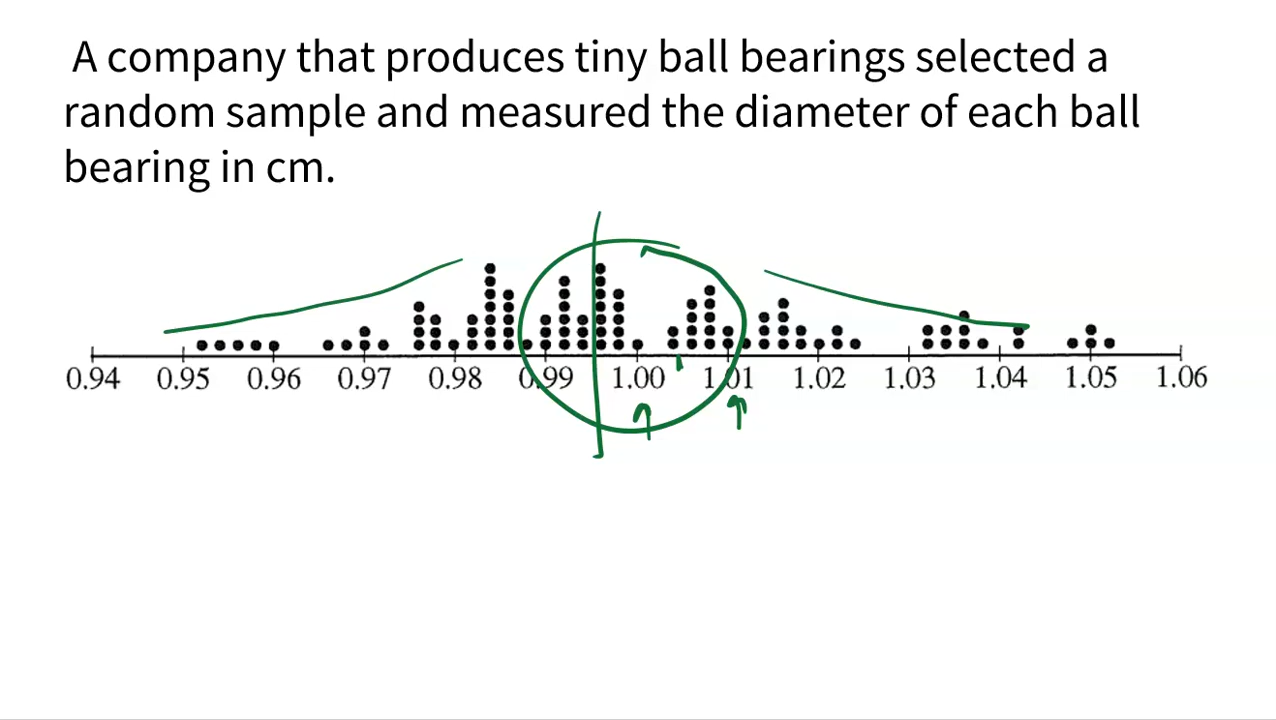 A company that produces tiny ball bearings selected a
random sample and measured the diameter of each ball
bearing in cm.
0.94 0.95 0.96 0.97 0.98 0.99 1.00 1.01 1.02 1.03 1.04 1.05 1.06